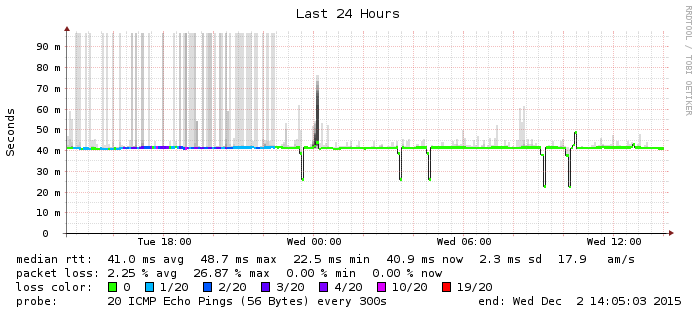 Last 24 Hours
RRDTOOL / TOBI OETIKER
Seconds
90 m
80 m
70 m
60 m
50 m
40 m
30 m
20 m
10 m
0
Tue 18:00 Wed 00:00 Wed 06:00 Wed 12:00
median rtt: 41.0 ms avg 48.7 ms max 22.5 ms min 40.9 ms now 2.3 ms sd 17.9 am/s
packet loss: 2.25 % avg 26.87 % max 0.00 % min 0.00 % now
loss color: 0 1/20 2/20 3/20 4/20 10/20 19/20
probe: 20 ICMP Echo Pings (56 Bytes) every 300s end: Wed Dec 2 14:05:03 2015